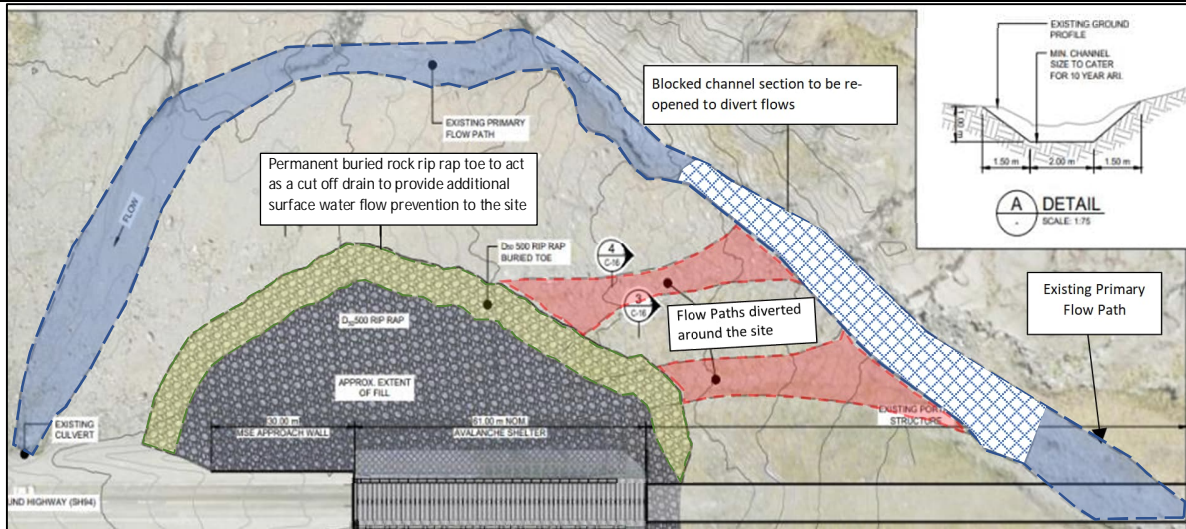 EXISTING GROUND
PROFILE
MIN. CHANNEL
SIZE TO CATER
FOR 10 YEAR ARI.
1.00 m
1.50 m
2.00 m
1.50 m
A
DETAIL
-
SCALE: 1:75
Blocked channel section to be re-
opened to divert flows
EXISTING PRIMARY
FLOW PATH
Permanent buried rock rip rap toe to act
as a cut off drain to provide additional
surface water flow prevention to the site
FLOW
D50 500 RIP RAP
BURIED TOE
4
C-16
3
C-16
Flow Paths diverted
around the site
Existing Primary
Flow Path
D50 500 RIP RAP
APPROX. EXTENT
OF FILL
EXISTING PORT
STRUCTURE
EXISTING
CULVERT
30.00 m
MSE APPROACH WALL
61.00 m NOM.
AVALANCHE SHELTER
UND HIGHWAY (SH94)